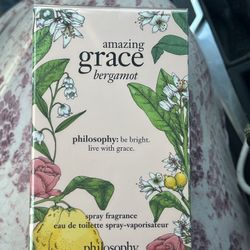 amazing
grace
bergamot
philosophy: be bright.
live with grace.
spray fragrance
eau de toilette spray-vaporisateur
philosophy